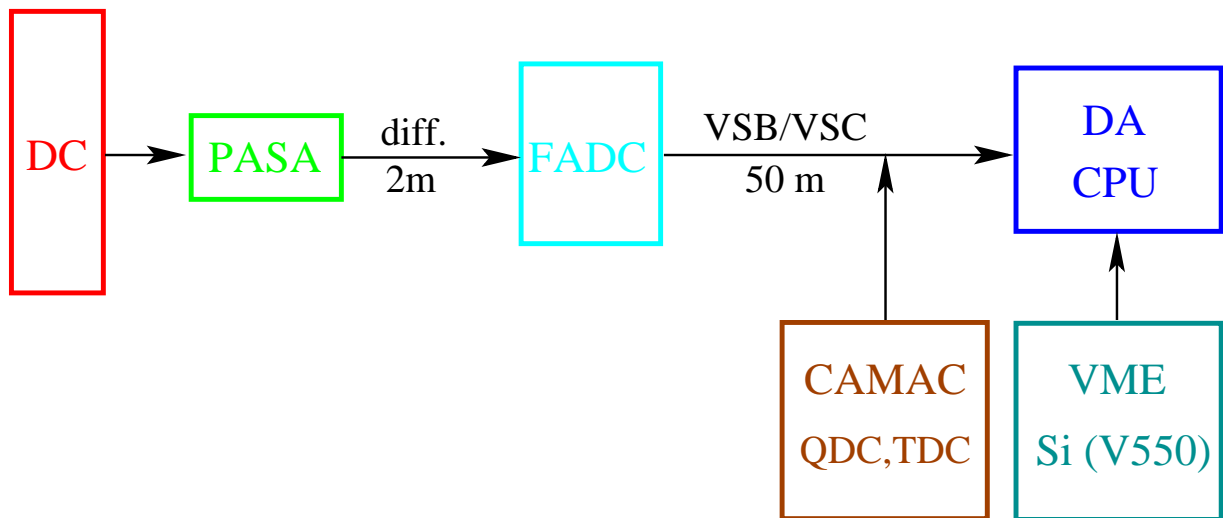 DC
PASA
diff.
2m
FADC
VSB/VSC
50 m
DA
CPU
CAMAC
QDC,TDC
VME
Si (V550)